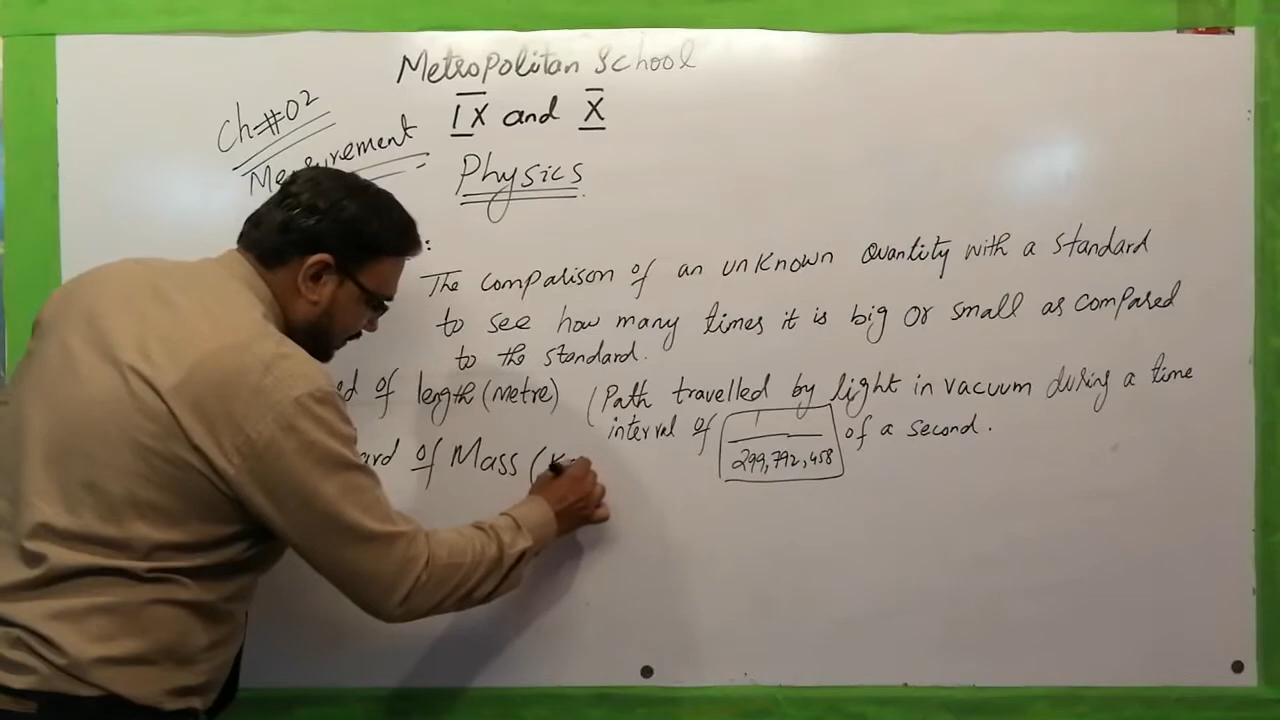 Metropolitan School
Ch#02
IX and X
Measurement
Physics
:
The comparison of an unknown Quantity with a standard
to see how many times it is big or small as compared
to the standard.
of length (Metre) (Path travelled by light in vacuum during a time
interval of 1/299,792,458 of a second.
of Mass (K